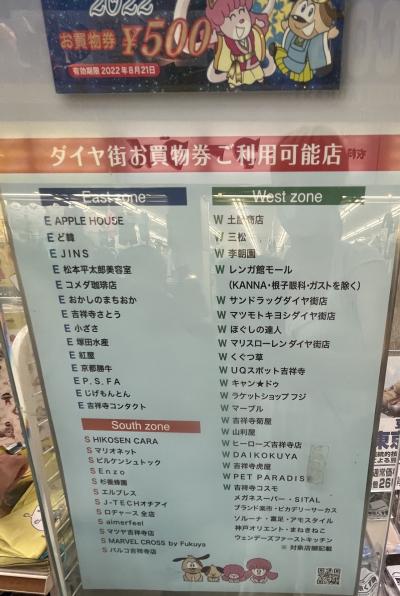 2022
お買物券 ¥500
有効期限 2022年8月21日
ダイヤ街お買物券ご利用可能店
East zone
E APPLE HOUSE
E ど韓
E JINS
E 松本平太郎美容室
E コメダ珈琲店
E おかしのまちおか
E 吉祥寺さとう
E 小ざさ
E 塚田水産
E 紅屋
E 京都勝牛
E P.S.FA
E じげもんとん
E 吉祥寺コンタクト
South zone
S HIKOSEN CARA
S マリオネット
S ビルケンシュトック
S Enzo
S 杉養蜂園
S エルブレス
S J-TECHオチアイ
S ロヂャース 全店
S aimerfeel
S マツヤ吉祥寺店
S MARVEL CROSS by Fukuya
S パルコ吉祥寺店
West zone
W 土屋商店
W 三松
W 李朝園
W レンガ館モール
(KANNA・根子眼科・ガストを除く)
W サンドラッグダイヤ街店
W マツモトキヨシダイヤ街店
W ほぐしの達人
W マリスローレンダイヤ街店
W くぐつ草
W UQスポット吉祥寺
W キャン★ドゥ
W ラケットショップフジ
W マーブル
W 吉祥寺菊屋
W 山利屋
W ヒーローズ吉祥寺店
W DAIKOKUYA
W 吉祥寺虎屋
W PET PARADIS
W 吉祥寺コスモ
メガネスーパー・SITAL
ブランド楽市・ピカデリーサーカス
ソルーナ・富足・アモスタイル
神戸オリエント・まねきねこ
ウェンデーズファーストキッチン
※ 対象店舗記載